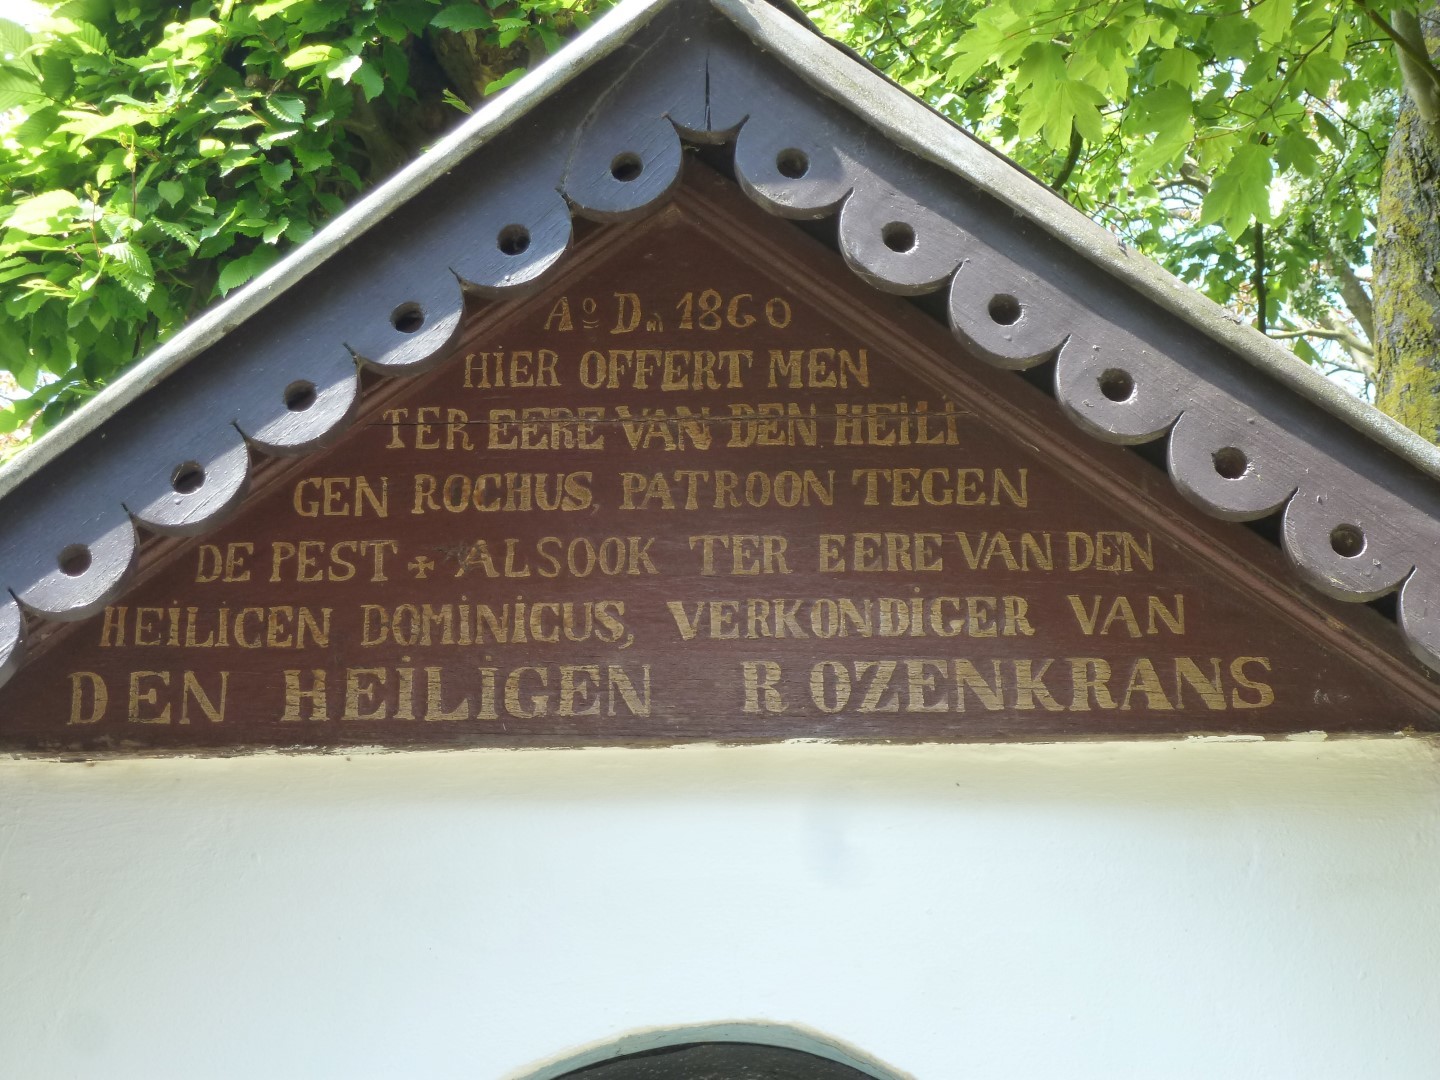 Aº Dni 1860
HIER OFFERT MEN
TER EERE VAN DEN HEILI
GEN ROCHUS, PATROON TEGEN
DE PEST + ALSOOK TER EERE VAN DEN
HEILIGEN DOMINICUS, VERKONDIGER VAN
DEN HEILIGEN ROZENKRANS